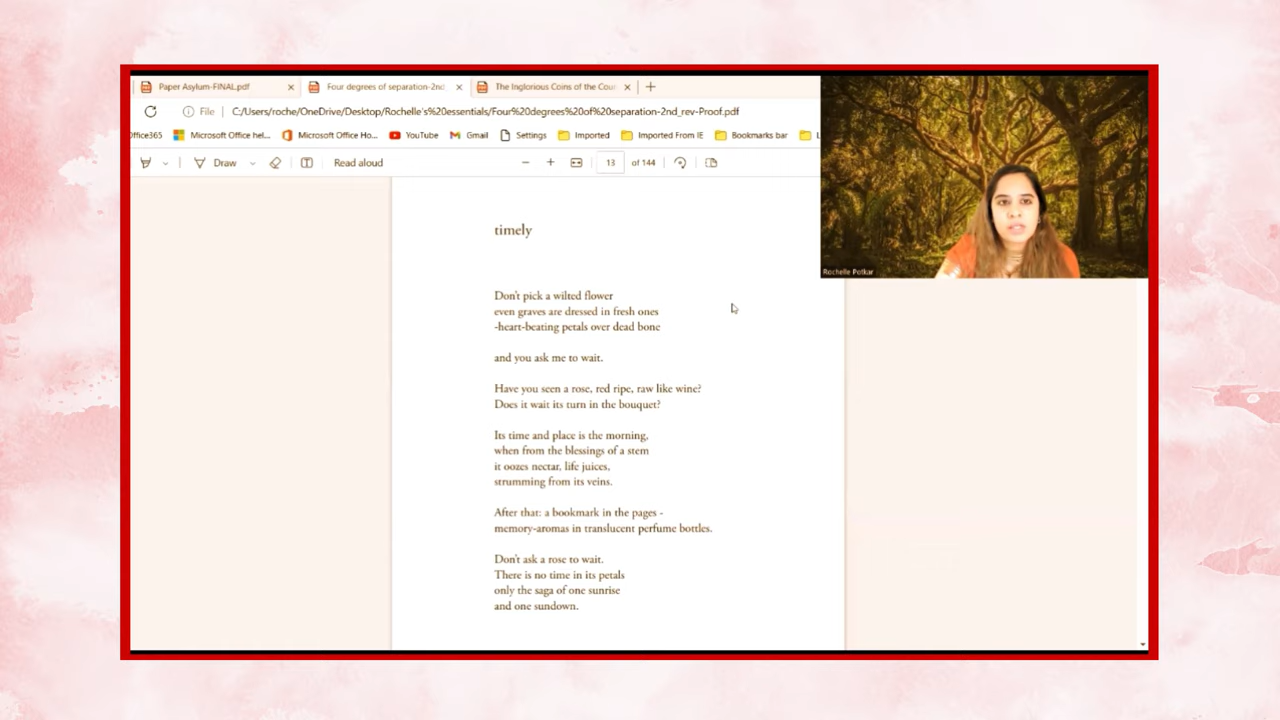 Paper Asylum-FINAL.pdf
Four degrees of separation-2nd
The Inglorious Coins of the Cour
File
C:/Users/roche/OneDrive/Desktop/Rochelle's%20essentials/Four%20degrees%20of%20separation-2nd_rev-Proof.pdf
Office365
Microsoft Office hel...
Microsoft Office Ho...
YouTube
Gmail
Settings
Imported
Imported From IE
Bookmarks bar
L
Draw
Read aloud
13 of 144
Rochelle Potkar
timely
Don't pick a wilted flower
even graves are dressed in fresh ones
-heart-beating petals over dead bone
and you ask me to wait.
Have you seen a rose, red ripe, raw like wine?
Does it wait its turn in the bouquet?
Its time and place is the morning,
when from the blessings of a stem
it oozes nectar, life juices,
strumming from its veins.
After that: a bookmark in the pages -
memory-aromas in translucent perfume bottles.
Don't ask a rose to wait.
There is no time in its petals
only the saga of one sunrise
and one sundown.